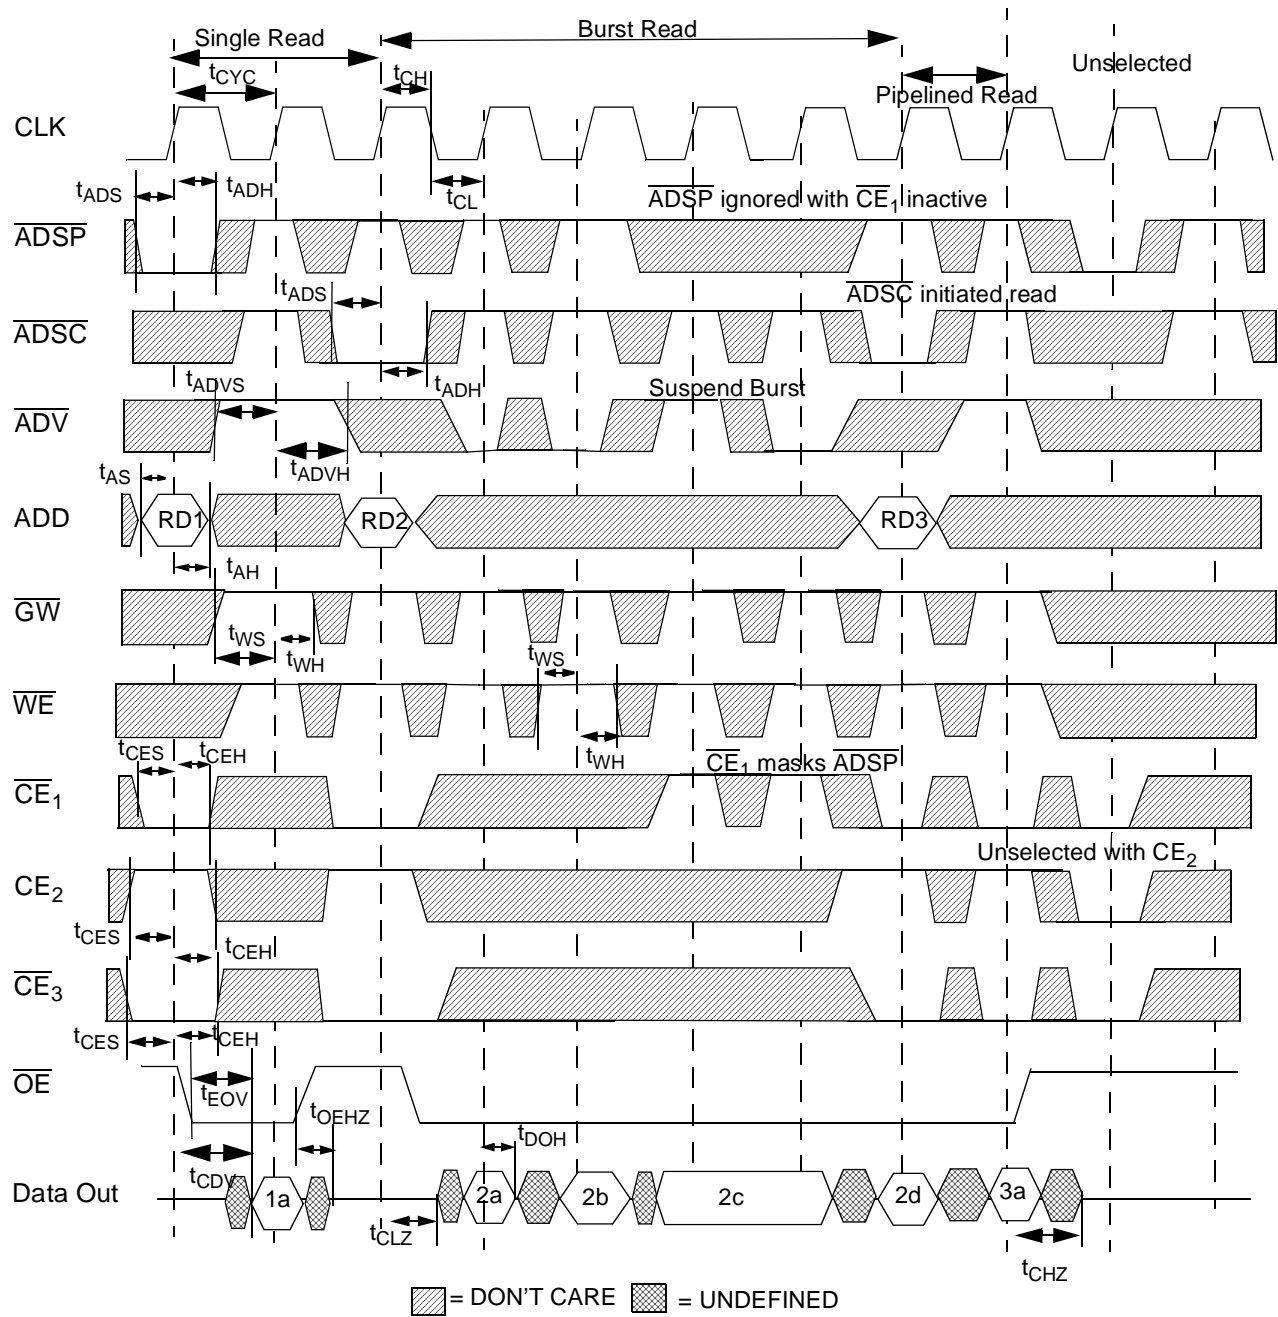 Single Read
Burst Read
Unselected
tCYC
tCH
Pipelined Read
CLK
tADS
tADH
tCL
ADSP ignored with CE1 inactive
ADSP
tADS
ADSC initiated read
ADSC
tADVS
tADH
Suspend Burst
ADV
tAS
tADVH
ADD
RD1
RD2
RD3
tAH
GW
tWS
tWH
tWS
WE
tCES
tCEH
tWH
CE1 masks ADSP
CE1
Unselected with CE2
CE2
tCES
tCEH
CE3
tCES
tCEH
OE
tEOV
tOEHZ
tDOH
tCDV
Data Out
1a
2a
2b
2c
2d
3a
tCLZ
tCHZ
= DON'T CARE
= UNDEFINED